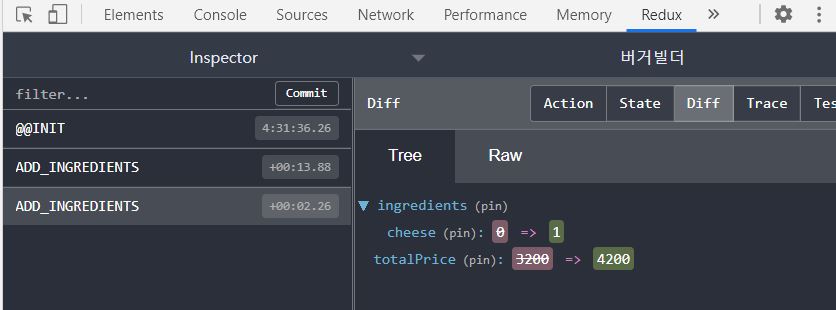 Elements Console Sources Network Performance Memory Redux »
Inspector 버거빌더
filter... Commit Diff Action State Diff Trace Tes
@@INIT 4:31:36.26
Tree Raw
ADD_INGREDIENTS +00:13.88
ADD_INGREDIENTS +00:02.26
ingredients (pin)
cheese (pin): 0 => 1
totalPrice (pin): 3200 => 4200